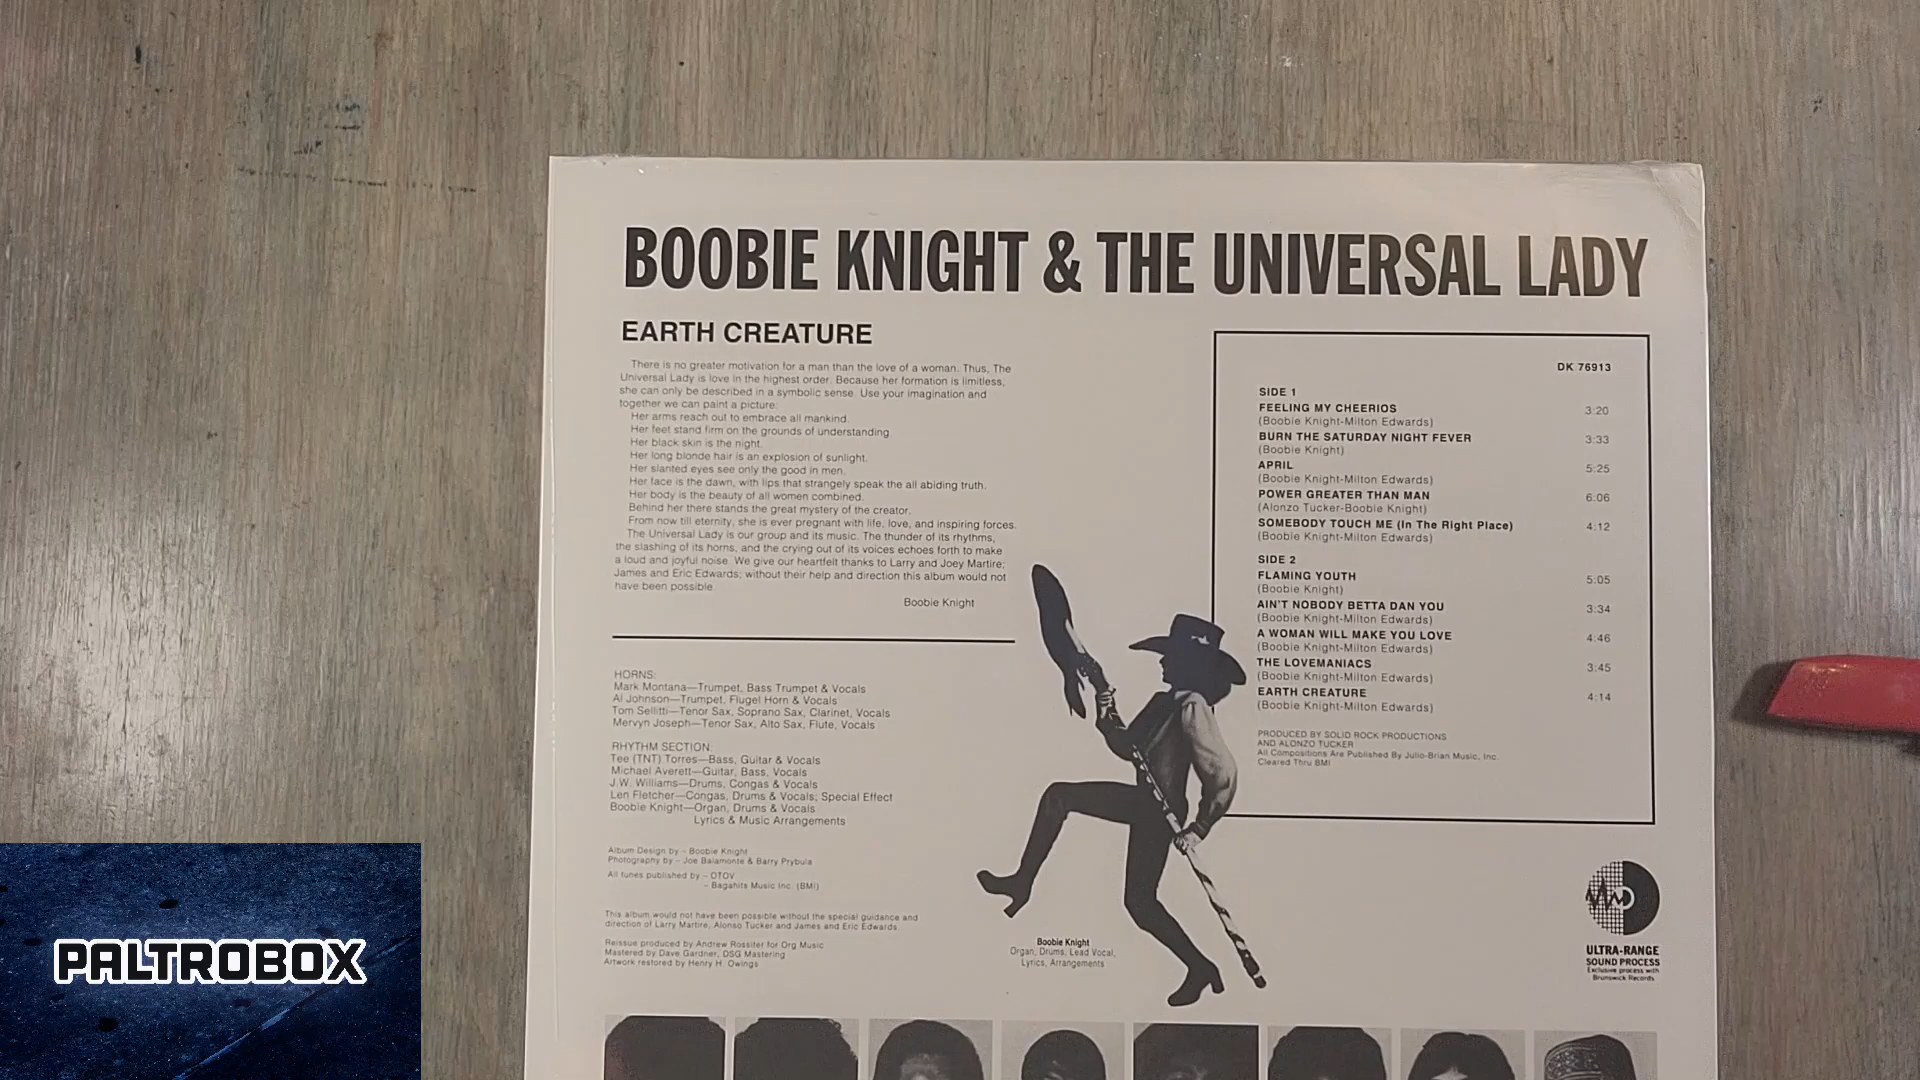 BOOBIE KNIGHT & THE UNIVERSAL LADY
EARTH CREATURE
There is no greater motivation for a man than the love of a woman. Thus, The
Universal Lady is love in the highest order. Because her formation is limitless,
she can only be described in a symbolic sense. Use your imagination and
together we can paint a picture:
Her arms reach out to embrace all mankind.
Her feet stand firm on the grounds of understanding.
Her black skin is the night.
Her long blonde hair is an explosion of sunlight.
Her slanted eyes see only the good in men.
Her face is the dawn, with lips that strangely speak the all abiding truth.
Her body is the beauty of all women combined.
Behind her there stands the great mystery of the creator.
From now till eternity, she is ever pregnant with life, love, and inspiring forces.
The Universal Lady is our group and its music. The thunder of its rhythms,
the slashing of its horns, and the crying out of its voices echoes forth to make
a loud and joyful noise. We give our heartfelt thanks to Larry and Joey Martire;
James and Eric Edwards; without their help and direction this album would not
have been possible.
Boobie Knight
HORNS:
Mark Montana—Trumpet, Bass Trumpet & Vocals
Al Johnson—Trumpet, Flugel Horn & Vocals
Tom Sellitti—Tenor Sax, Soprano Sax, Clarinet, Vocals
Mervyn Joseph—Tenor Sax, Alto Sax, Flute, Vocals
RHYTHM SECTION:
Tee (TNT) Torres—Bass, Guitar & Vocals
Michael Averett—Guitar, Bass, Vocals
J.W. Williams—Drums, Congas & Vocals
Len Fletcher—Congas, Drums & Vocals; Special Effect
Boobie Knight—Organ, Drums & Vocals
Lyrics & Music Arrangements
Album Design by - Boobie Knight
Photography by - Joe Balamonte & Barry Prybula
All tunes published by - OTOV
- Bagahits Music Inc. (BMI)
This album would not have been possible without the special guidance and
direction of Larry Martire, Alonso Tucker and James and Eric Edwards.
Reissue produced by Andrew Rossiter for Org Music
Mastered by Dave Gardner, DSG Mastering
Artwork restored by Henry H. Owings
Boobie Knight
Organ, Drums, Lead Vocal,
Lyrics, Arrangements
DK 76913
SIDE 1
FEELING MY CHEERIOS 3:20
(Boobie Knight-Milton Edwards)
BURN THE SATURDAY NIGHT FEVER 3:33
(Boobie Knight)
APRIL 5:25
(Boobie Knight-Milton Edwards)
POWER GREATER THAN MAN 6:06
(Alonzo Tucker-Boobie Knight)
SOMEBODY TOUCH ME (In The Right Place) 4:12
(Boobie Knight-Milton Edwards)
SIDE 2
FLAMING YOUTH 5:05
(Boobie Knight)
AIN'T NOBODY BETTA DAN YOU 3:34
(Boobie Knight-Milton Edwards)
A WOMAN WILL MAKE YOU LOVE 4:46
(Boobie Knight-Milton Edwards)
THE LOVEMANIACS 3:45
(Boobie Knight-Milton Edwards)
EARTH CREATURE 4:14
(Boobie Knight-Milton Edwards)
PRODUCED BY SOLID ROCK PRODUCTIONS
AND ALONZO TUCKER
All Compositions Are Published By Julio-Brian Music, Inc.
Cleared Thru BMI
ULTRA-RANGE
SOUND PROCESS
Exclusive process with
Brunswick Records
PALTROBOX